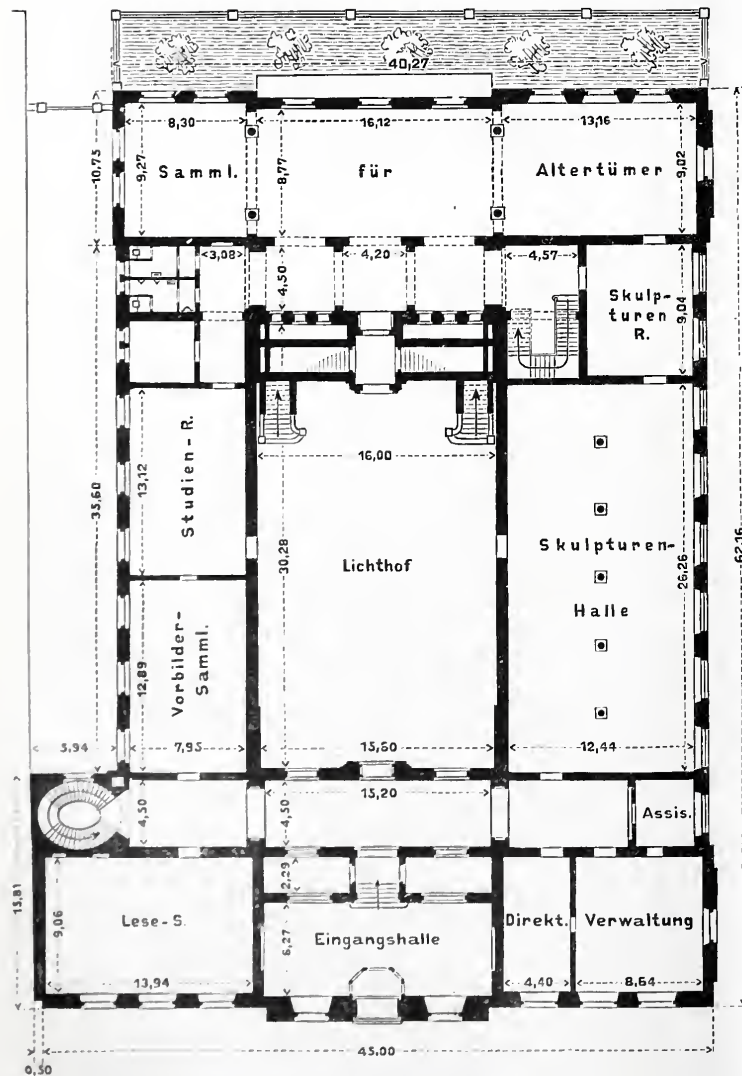 40,27
8,30
16,12
13,16
10,75
9,27
8,77
9,02
Samml. für Altertümer
3,08
4,50
4,20
4,57
Skulp-
turen
R.
9,04
16,00
13,12
Studien-R.
35,60
30,28
Lichthof
Skulpturen-
Halle
26,26
62,16
12,89
Vorbilder-
Samml.
5,94
7,95
15,60
12,44
4,50
4,50
15,20
Assis.
2,29
15,81
9,06
Lese-S.
6,27
Eingangshalle
Direkt.
Verwaltung
13,94
4,40
8,64
45,00
0,50